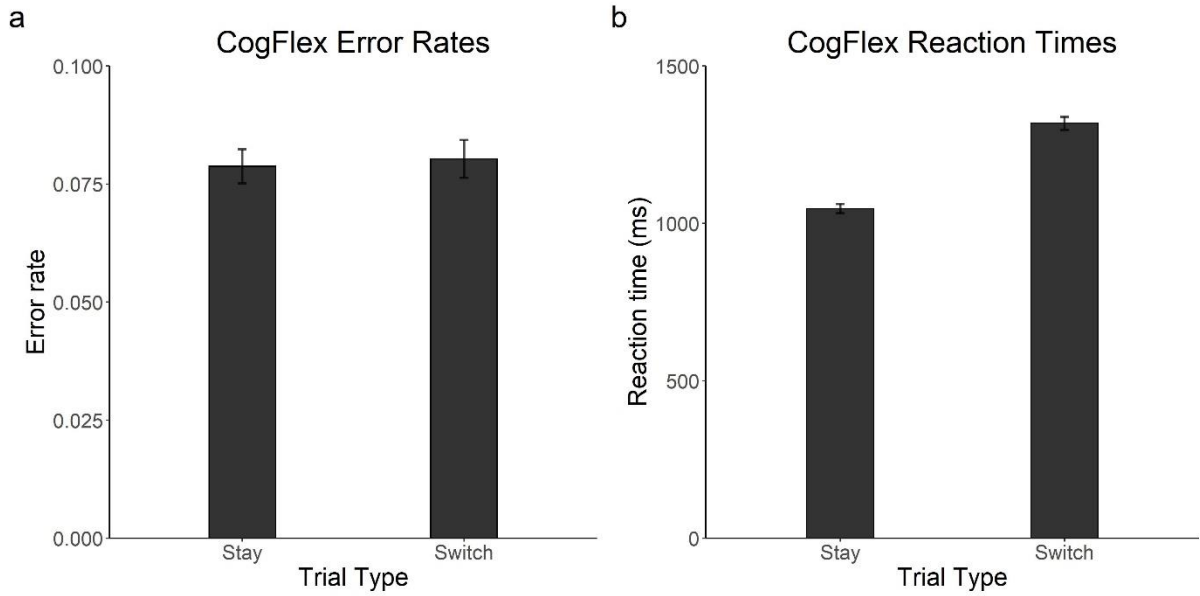 a
CogFlex Error Rates
0.100
0.075
0.050
0.025
0.000
Error rate
Stay Switch
Trial Type
b
CogFlex Reaction Times
1500
1000
500
0
Reaction time (ms)
Stay Switch
Trial Type